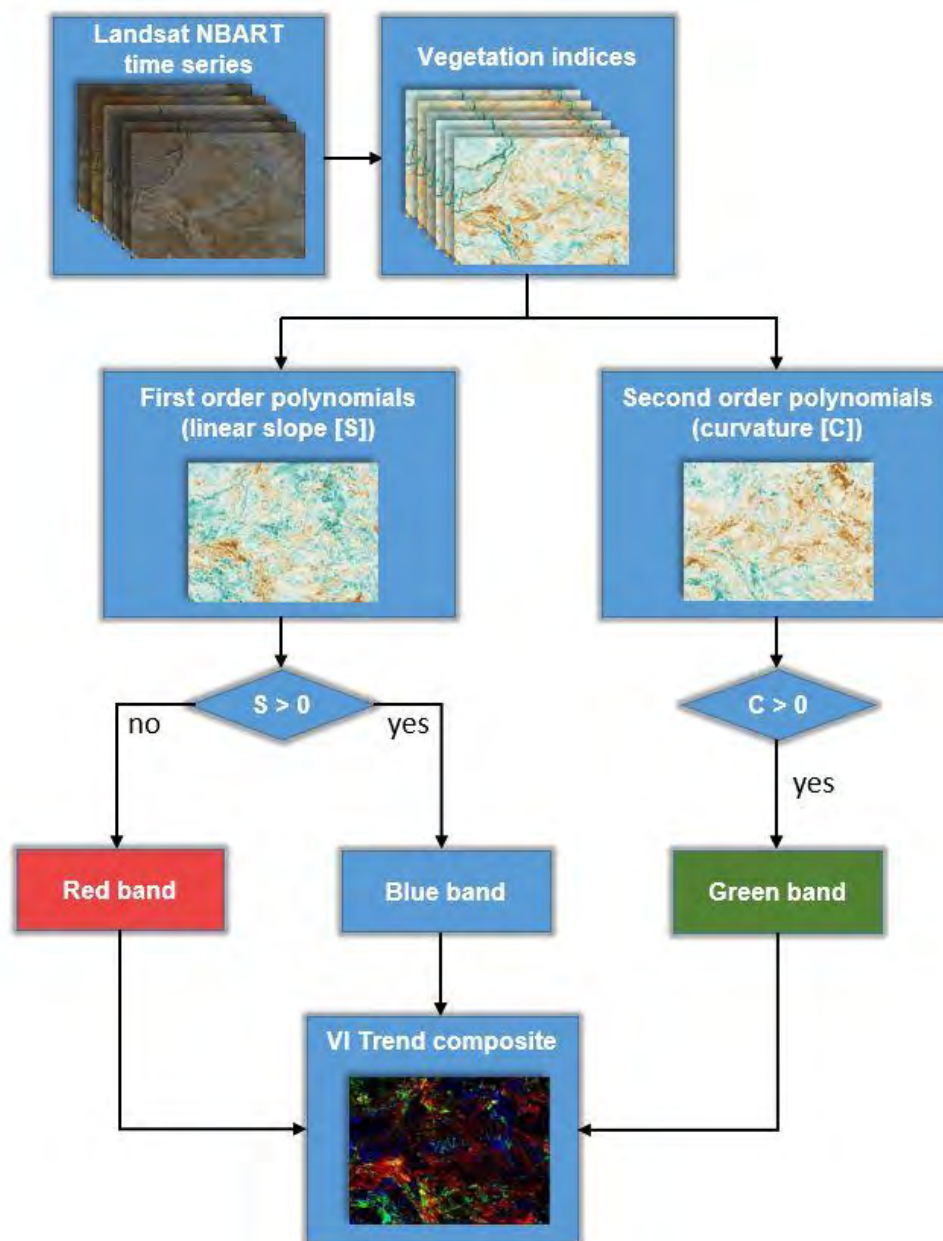 Landsat NBART
time series
Vegetation indices
First order polynomials
(linear slope [S])
Second order polynomials
(curvature [C])
S > 0
C > 0
no
yes
yes
Red band
Blue band
Green band
VI Trend composite